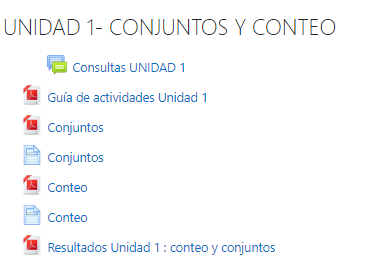 UNIDAD 1- CONJUNTOS Y CONTEO
Consultas UNIDAD 1
Guía de actividades Unidad 1
Conjuntos
Conjuntos
Conteo
Conteo
Resultados Unidad 1 : conteo y conjuntos